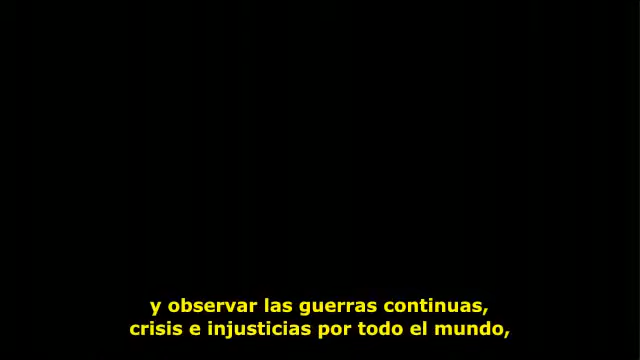 y observar las guerras continuas,
crisis e injusticias por todo el mundo,